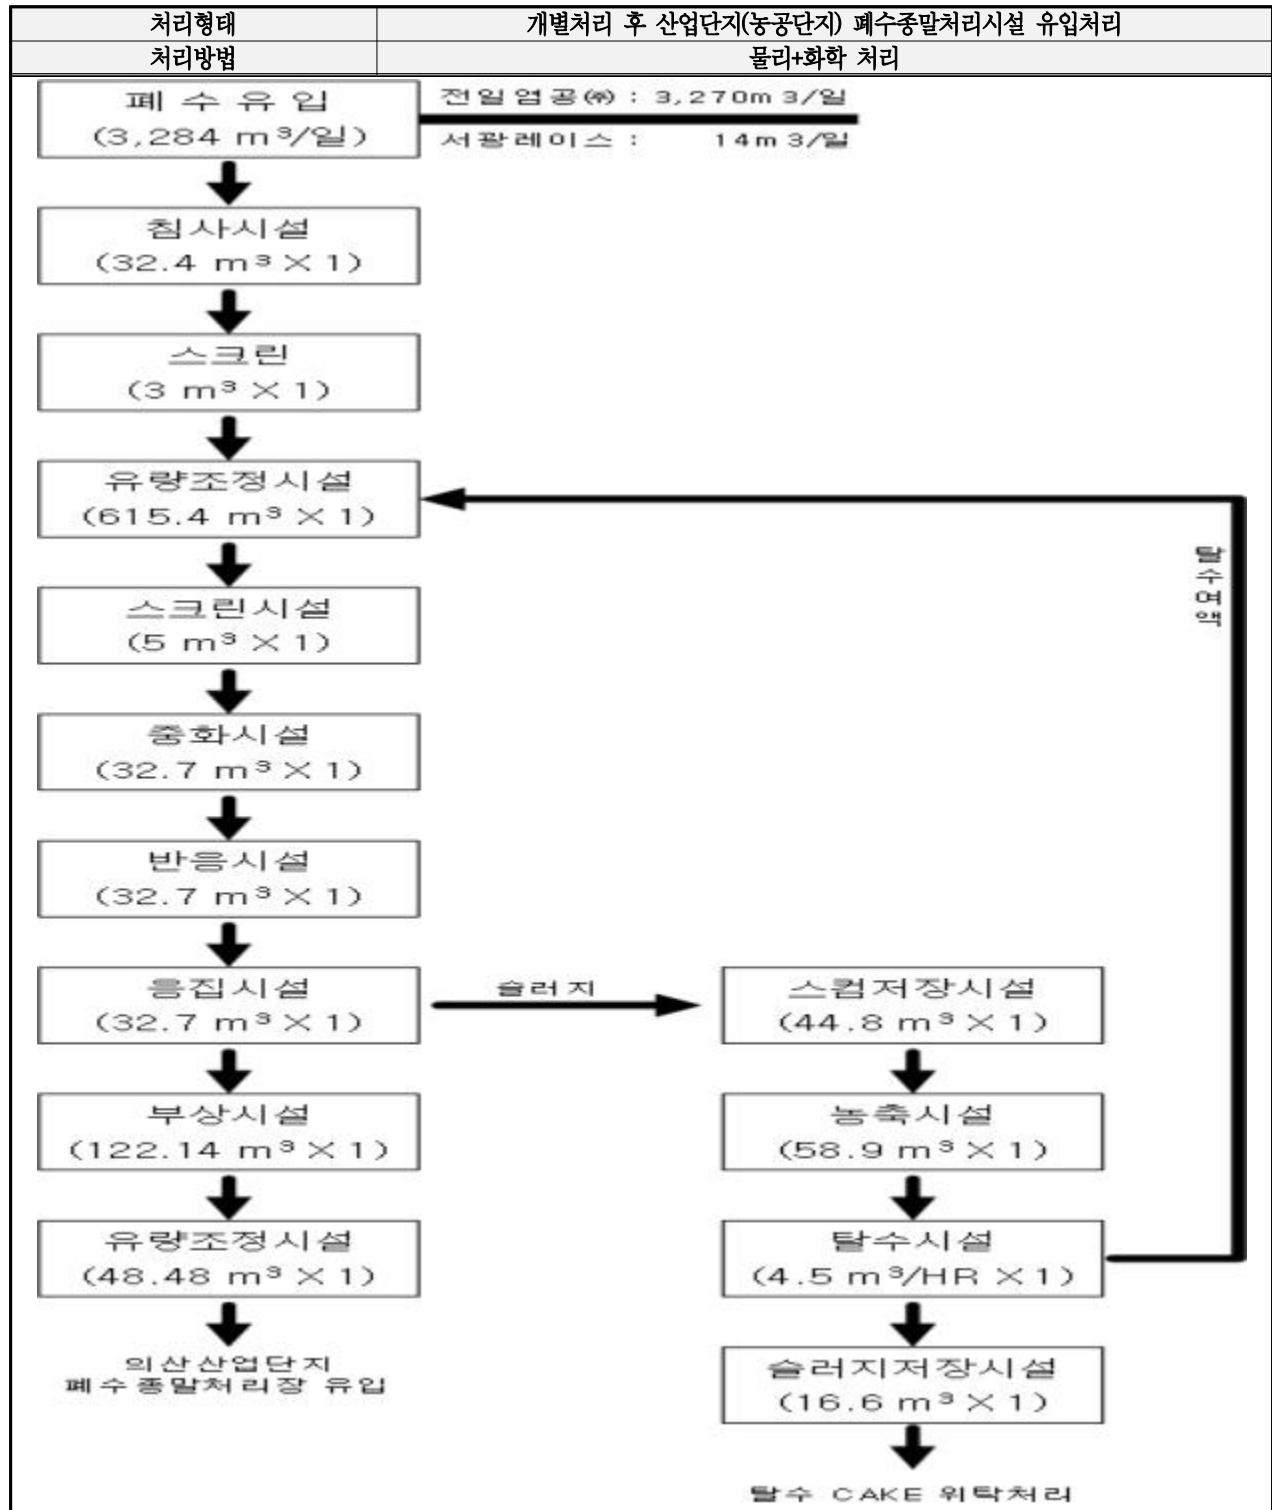 처리형태 개별처리 후 산업단지(농공단지) 폐수종말처리시설 유입처리
처리방법 물리+화학 처리
폐수유입
(3,284 m³/일)
전일염공㈜ : 3,270m3/일
서광레이스 : 14m3/일
침사시설
(32.4 m³×1)
스크린
(3 m³×1)
유량조정시설
(615.4 m³×1)
탈수여액
스크린시설
(5 m³×1)
중화시설
(32.7 m³×1)
반응시설
(32.7 m³×1)
응집시설
(32.7 m³×1)
슬러지
스컴저장시설
(44.8 m³×1)
부상시설
(122.14 m³×1)
농축시설
(58.9 m³×1)
유량조정시설
(48.48 m³×1)
탈수시설
(4.5 m³/HR ×1)
의산산업단지
폐수종말처리장 유입
슬러지저장시설
(16.6 m³×1)
탈수 CAKE 위탁처리